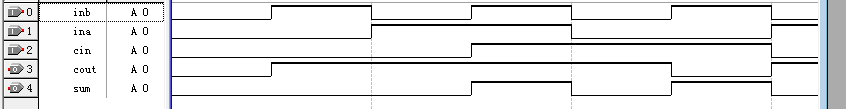 0 inb A 0
1 ina A 0
2 cin A 0
3 cout A 0
4 sum A 0